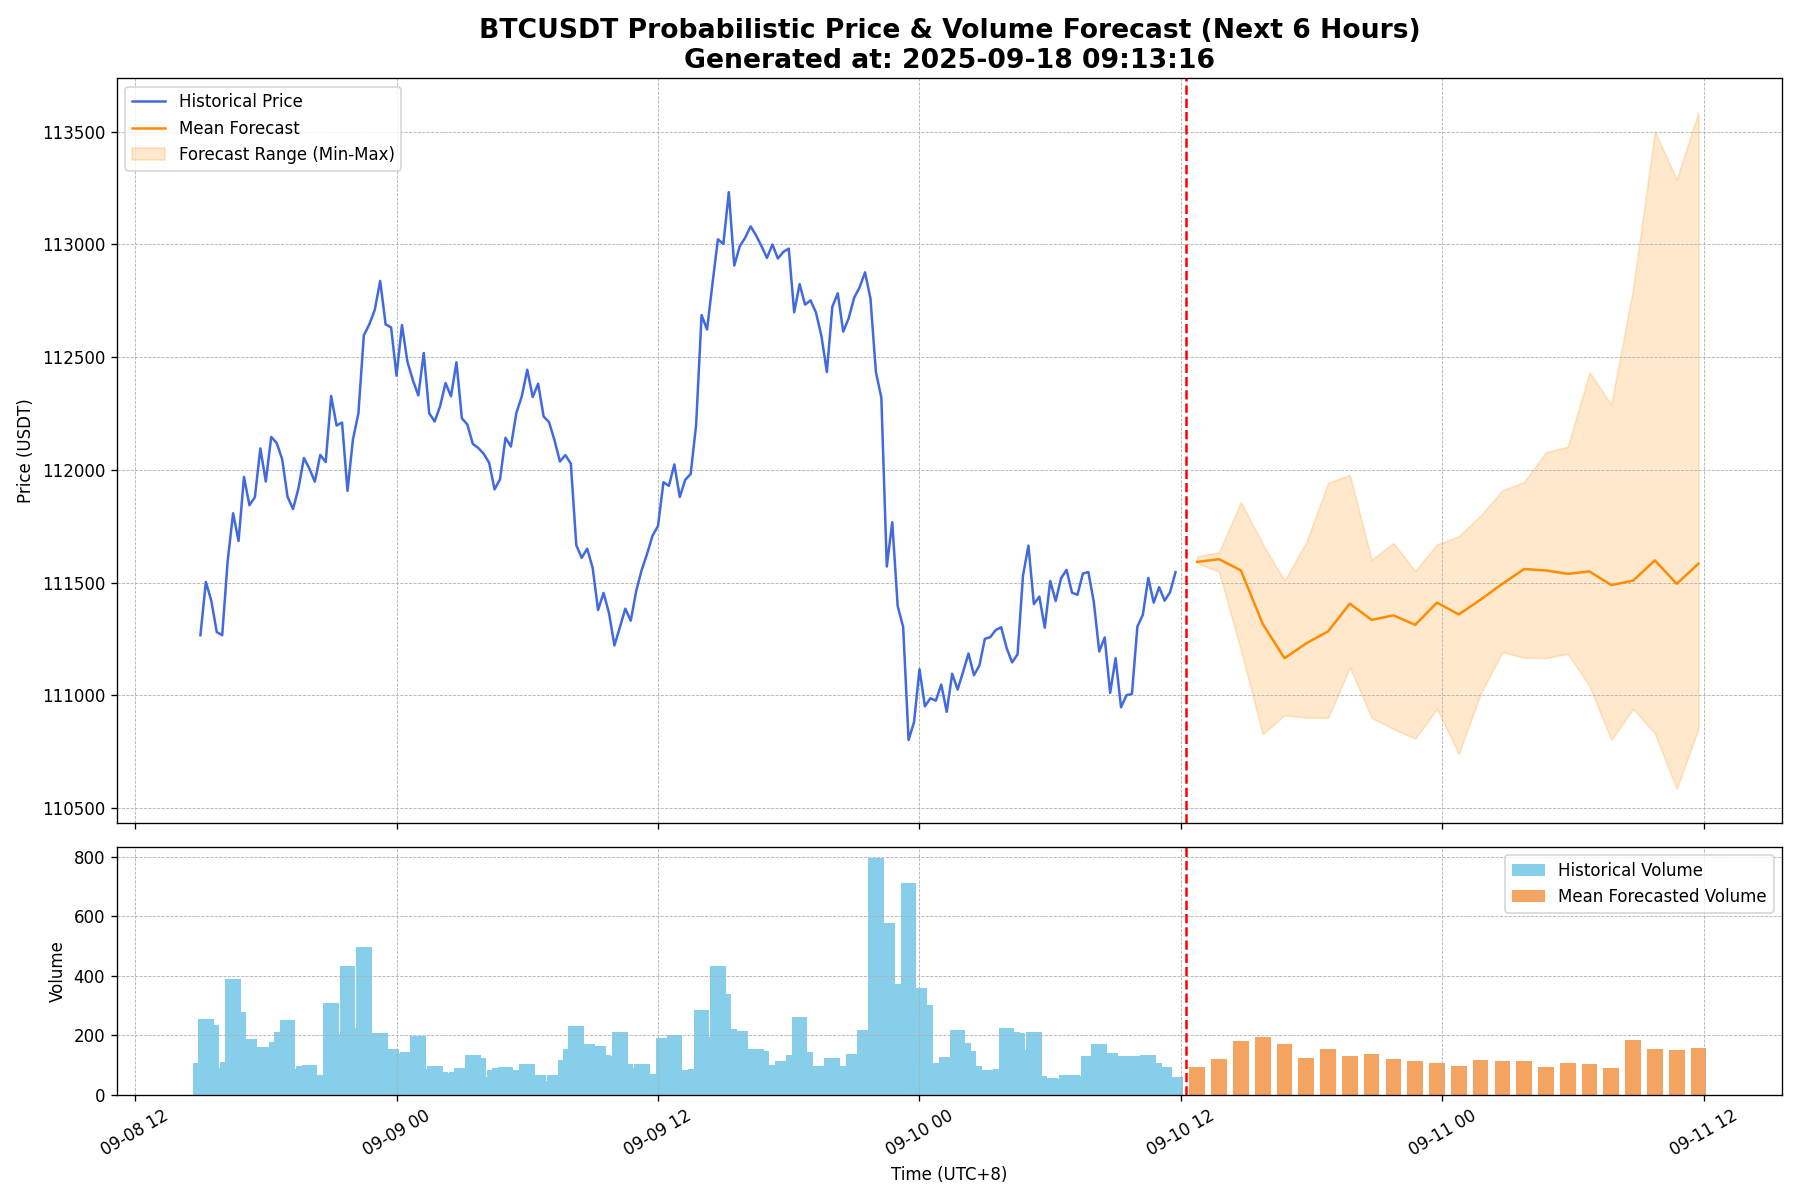 BTCUSDT Probabilistic Price & Volume Forecast (Next 6 Hours)
Generated at: 2025-09-18 09:13:16
Historical Price
Mean Forecast
Forecast Range (Min-Max)
113500
113000
112500
112000
111500
111000
110500
Price (USDT)
Historical Volume
Mean Forecasted Volume
800
600
400
200
0
Volume
09-08 12
09-09 00
09-09 12
09-10 00
09-10 12
09-11 00
09-11 12
Time (UTC+8)